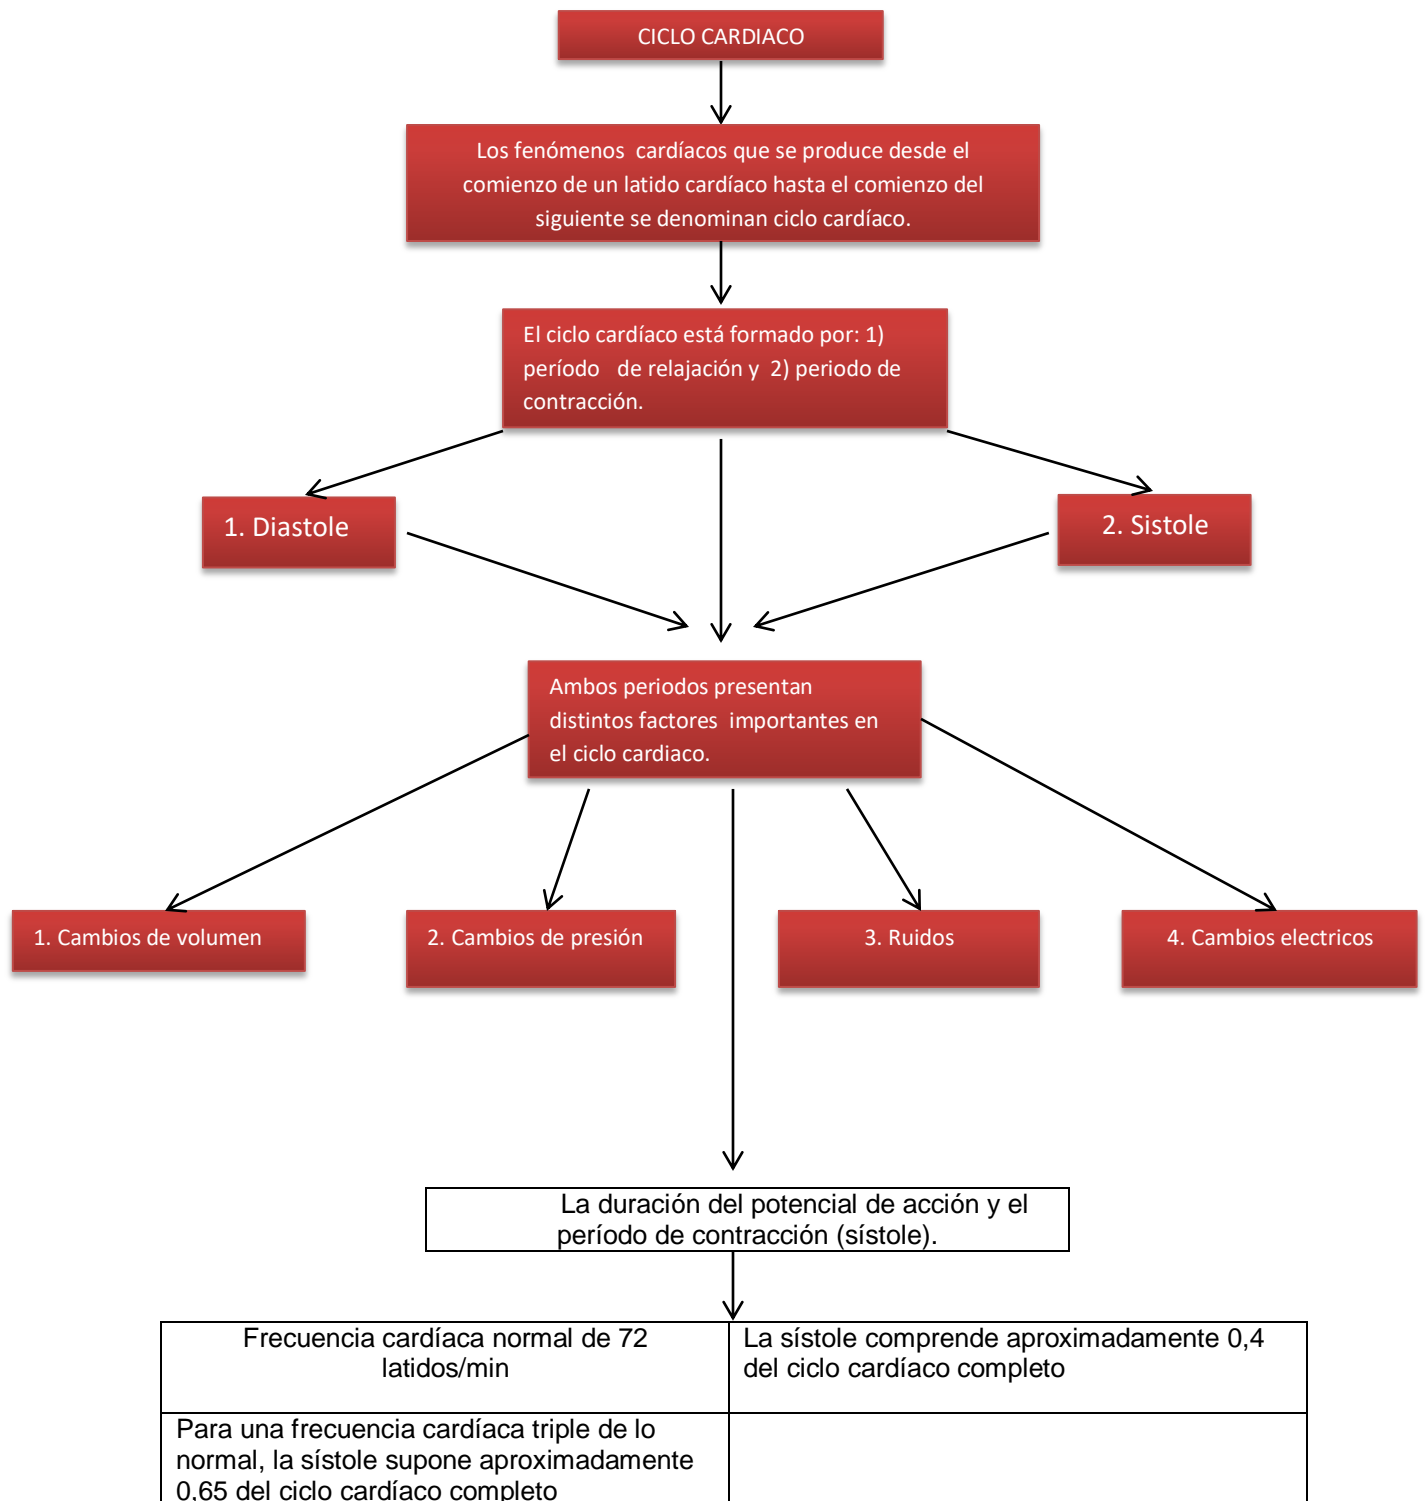 CICLO CARDIACO
Los fenómenos cardíacos que se produce desde el
comienzo de un latido cardíaco hasta el comienzo del
siguiente se denominan ciclo cardíaco.
El ciclo cardíaco está formado por: 1)
período de relajación y 2) periodo de
contracción.
1. Diastole
2. Sistole
Ambos periodos presentan
distintos factores importantes en
el ciclo cardiaco.
1. Cambios de volumen
2. Cambios de presión
3. Ruidos
4. Cambios electricos
La duración del potencial de acción y el
período de contracción (sístole).
Frecuencia cardíaca normal de 72
latidos/min
La sístole comprende aproximadamente 0,4
del ciclo cardíaco completo
Para una frecuencia cardíaca triple de lo
normal, la sístole supone aproximadamente
0,65 del ciclo cardíaco completo